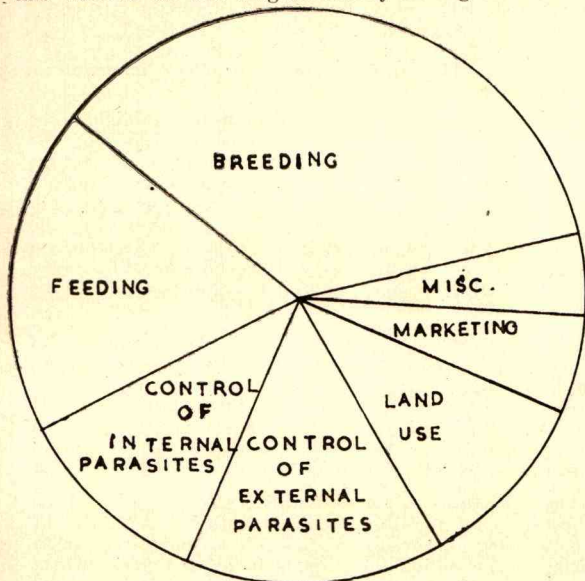 BREEDING
FEEDING
MISC.
MARKETING
LAND
USE
CONTROL
OF
INTERNAL
PARASITES
CONTROL
OF
EXTERNAL
PARASITES